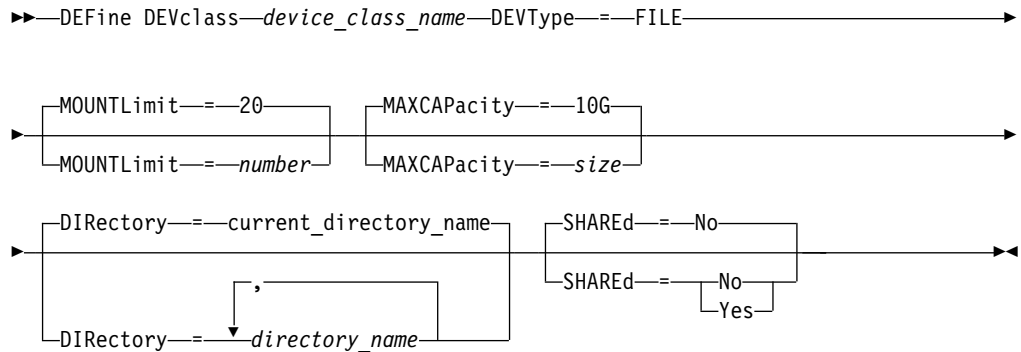 DEFine DEVclass device_class_name DEVType = FILE
MOUNTLimit = 20 MAXCAPacity = 10G
MOUNTLimit = number MAXCAPacity = size
DIRectory = current_directory_name SHAREd = No
SHAREd = No
Yes
,
DIRectory = directory_name